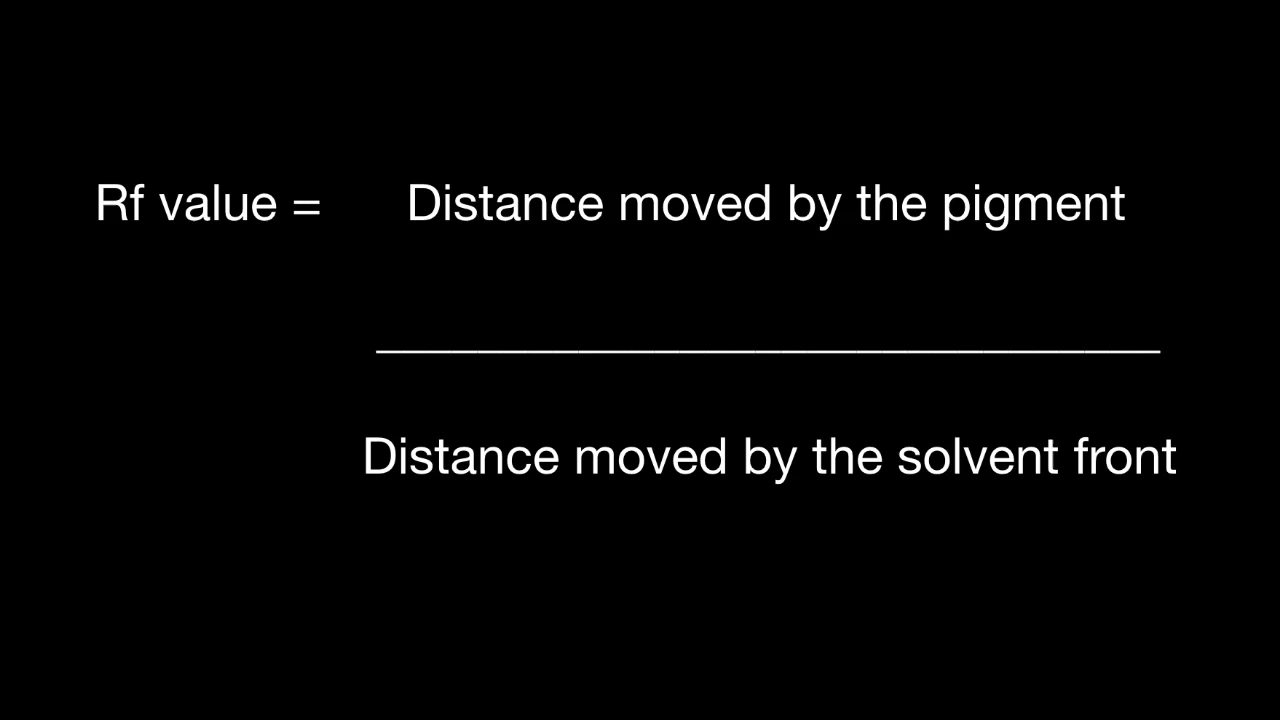 Rf value = Distance moved by the pigment
Distance moved by the solvent front